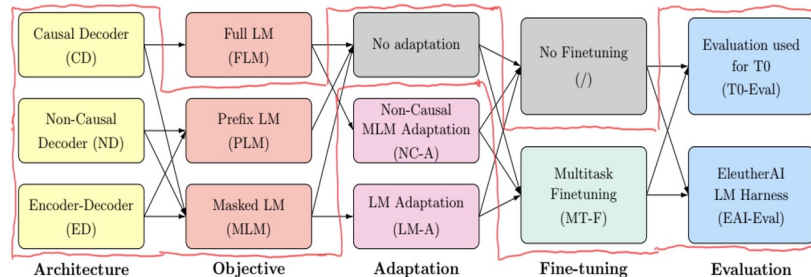 Causal Decoder
(CD)
Non-Causal
Decoder (ND)
Encoder-Decoder
(ED)
Architecture
Full LM
(FLM)
Prefix LM
(PLM)
Masked LM
(MLM)
Objective
No adaptation
Non-Causal
MLM Adaptation
(NC-A)
LM Adaptation
(LM-A)
Adaptation
No Finetuning
(/)
Multitask
Finetuning
(MT-F)
Fine-tuning
Evaluation used
for T0
(T0-Eval)
EleutherAI
LM Harness
(EAI-Eval)
Evaluation